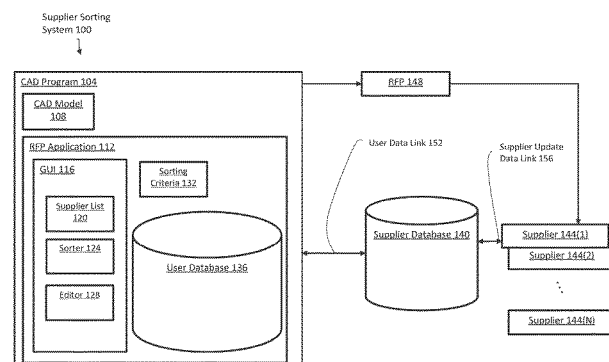 Supplier Sorting
System 100
CAD Program 104
CAD Model
108
RFP Application 112
GUI 116
Supplier List
120
Sorter 124
Editor 128
Sorting
Criteria 132
User Database 136
RFP 148
User Data Link 152
Supplier Update
Data Link 156
Supplier Database 140
Supplier 144(1)
Supplier 144(2)
Supplier 144(N)